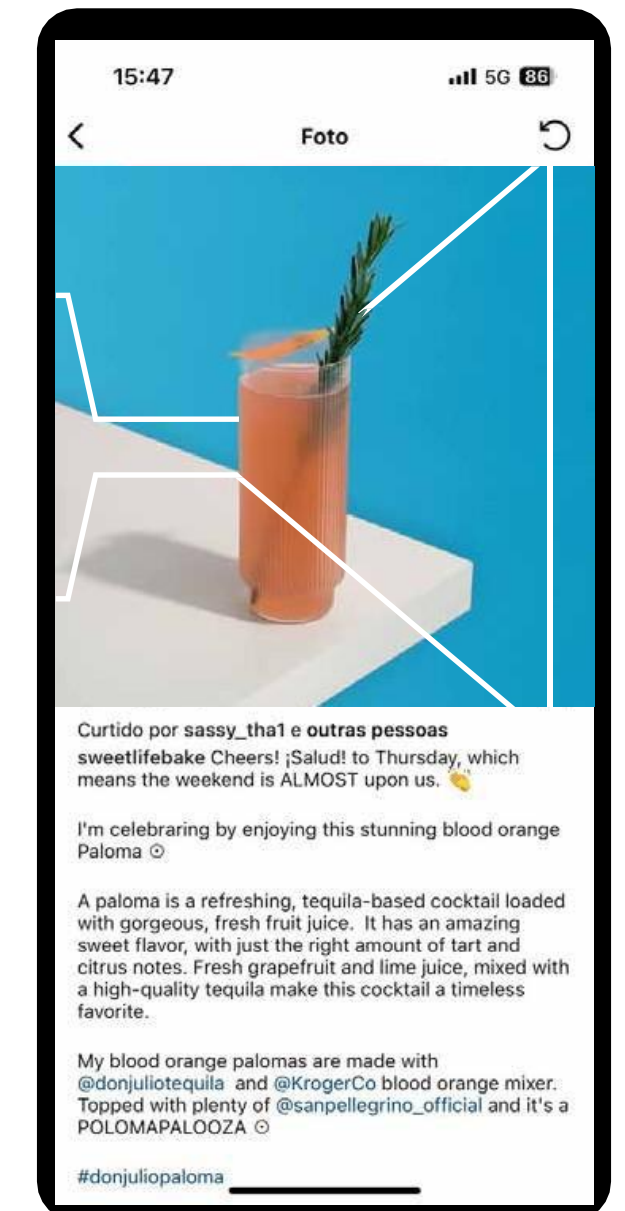 15:47
5G 86
Foto
Curtido por sassy_tha1 e outras pessoas
sweetlifebake Cheers! ¡Salud! to Thursday, which
means the weekend is ALMOST upon us. 👏
I'm celebraring by enjoying this stunning blood orange
Paloma ⊙
A paloma is a refreshing, tequila-based cocktail loaded
with gorgeous, fresh fruit juice. It has an amazing
sweet flavor, with just the right amount of tart and
citrus notes. Fresh grapefruit and lime juice, mixed with
a high-quality tequila make this cocktail a timeless
favorite.
My blood orange palomas are made with
@donjuliotequila and @KrogerCo blood orange mixer.
Topped with plenty of @sanpellegrino_official and it's a
POLOMAPALOOZA ⊙
#donjuliopaloma